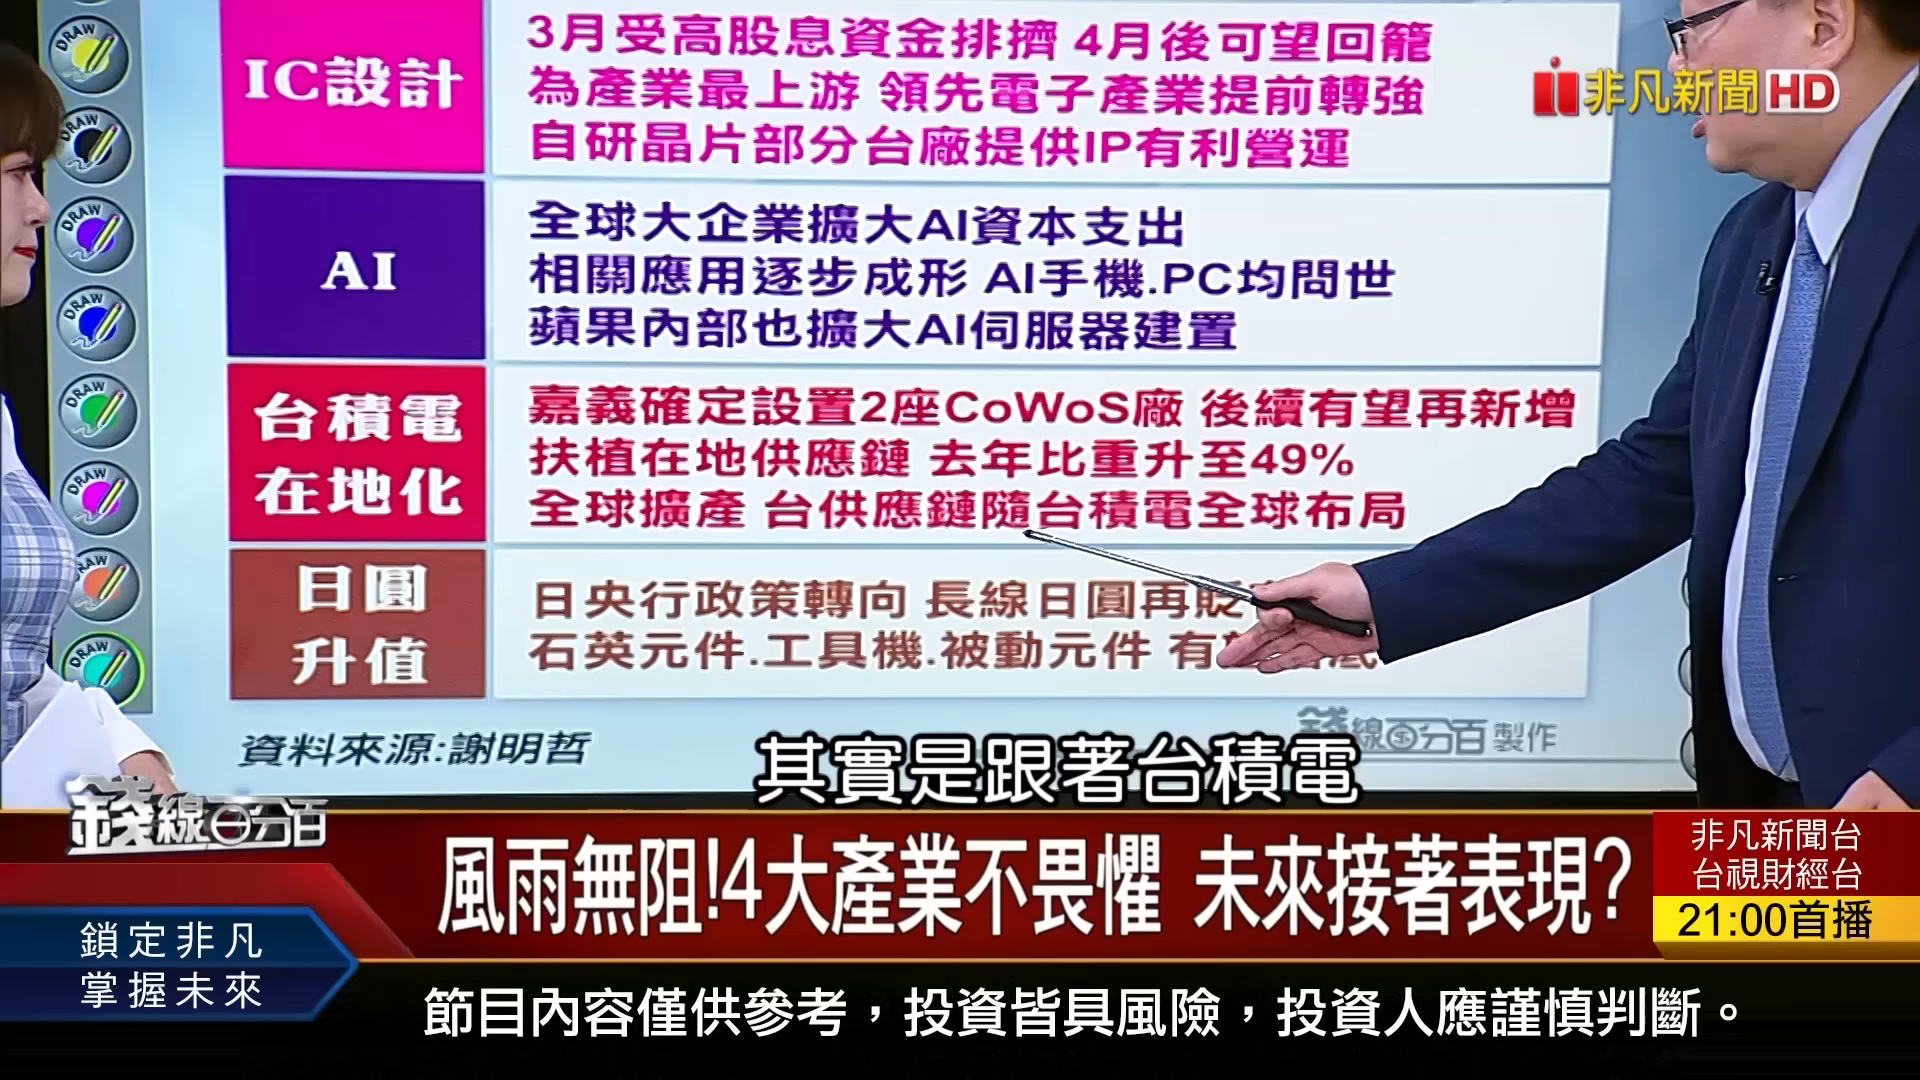 DRAW
DRAW
DRAW
DRAW
DRAW
DRAW
DRAW
DRAW
IC設計
3月受高股息資金排擠 4月後可望回籠
為產業最上游 領先電子產業提前轉強
自研晶片部分台廠提供IP有利營運
非凡新聞HD
AI
全球大企業擴大AI資本支出
相關應用逐步成形 AI手機.PC均問世
蘋果內部也擴大AI伺服器建置
台積電
在地化
嘉義確定設置2座CoWoS廠 後續有望再新增
扶植在地供應鏈 去年比重升至49%
全球擴產 台供應鏈隨台積電全球布局
日圓
升值
日央行政策轉向 長線日圓再貶
石英元件.工具機.被動元件 有
資料來源:謝明哲
錢線百分百製作
其實是跟著台積電
錢線百分百
風雨無阻!4大產業不畏懼 未來接著表現?
非凡新聞台
台視財經台
21:00首播
鎖定非凡
掌握未來
節目內容僅供參考，投資皆具風險，投資人應謹慎判斷。